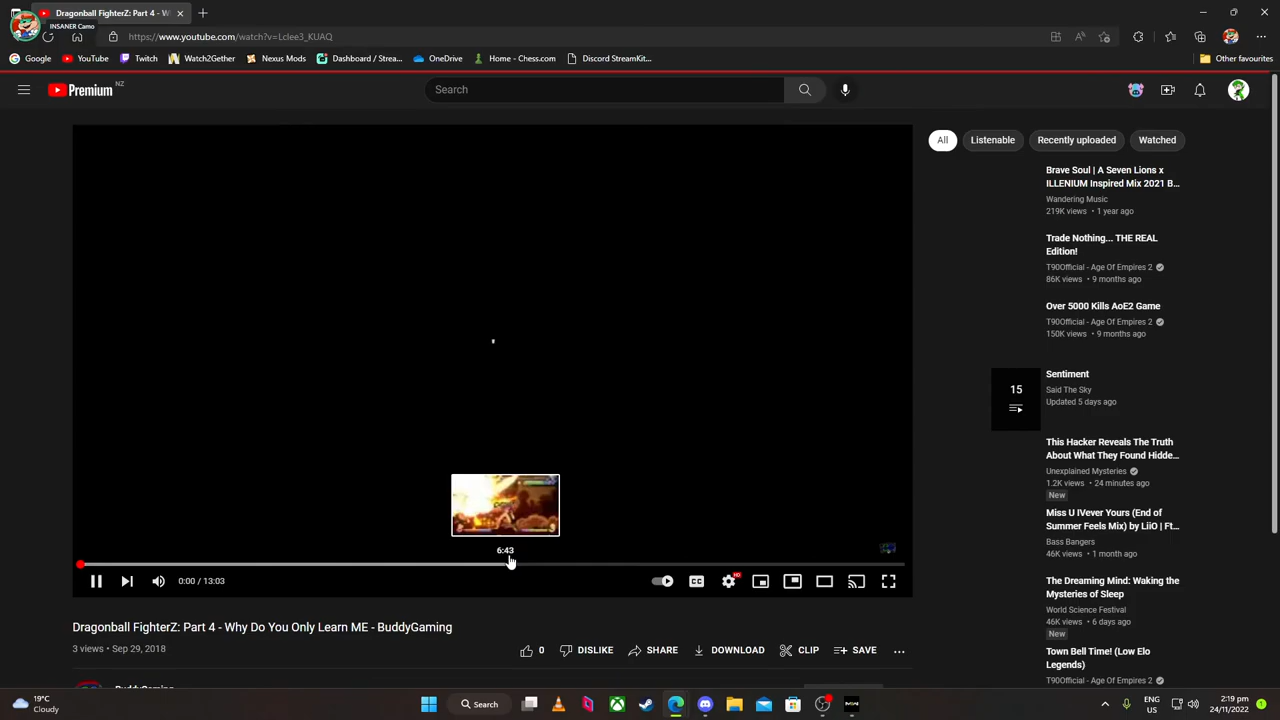 Dragonball FighterZ: Part 4 - W
INSANER Camo
https://www.youtube.com/watch?v=Lclee3_KUAQ
Google YouTube Twitch Watch2Gether Nexus Mods Dashboard / Strea... OneDrive Home - Chess.com Discord StreamKit... Other favourites
Premium NZ
Search
All Listenable Recently uploaded Watched
Brave Soul | A Seven Lions x
ILLENIUM Inspired Mix 2021 B...
Wandering Music
219K views • 1 year ago
Trade Nothing... THE REAL
Edition!
T90Official - Age Of Empires 2
86K views • 9 months ago
Over 5000 Kills AoE2 Game
T90Official - Age Of Empires 2
150K views • 9 months ago
15
Sentiment
Said The Sky
Updated 5 days ago
This Hacker Reveals The Truth
About What They Found Hidde...
Unexplained Mysteries
1.2K views • 24 minutes ago
New
Miss U IVever Yours (End of
Summer Feels Mix) by LiiO | Ft...
Bass Bangers
46K views • 1 month ago
The Dreaming Mind: Waking the
Mysteries of Sleep
World Science Festival
46K views • 6 days ago
New
Town Bell Time! (Low Elo
Legends)
T90Official - Age Of Empires 2
6:43
0:00 / 13:03
CC
HD
Dragonball FighterZ: Part 4 - Why Do You Only Learn ME - BuddyGaming
3 views • Sep 29, 2018
0 DISLIKE SHARE DOWNLOAD CLIP SAVE
BuddyGaming
19°C
Cloudy
Search
ENG
US
2:19 pm
24/11/2022
1